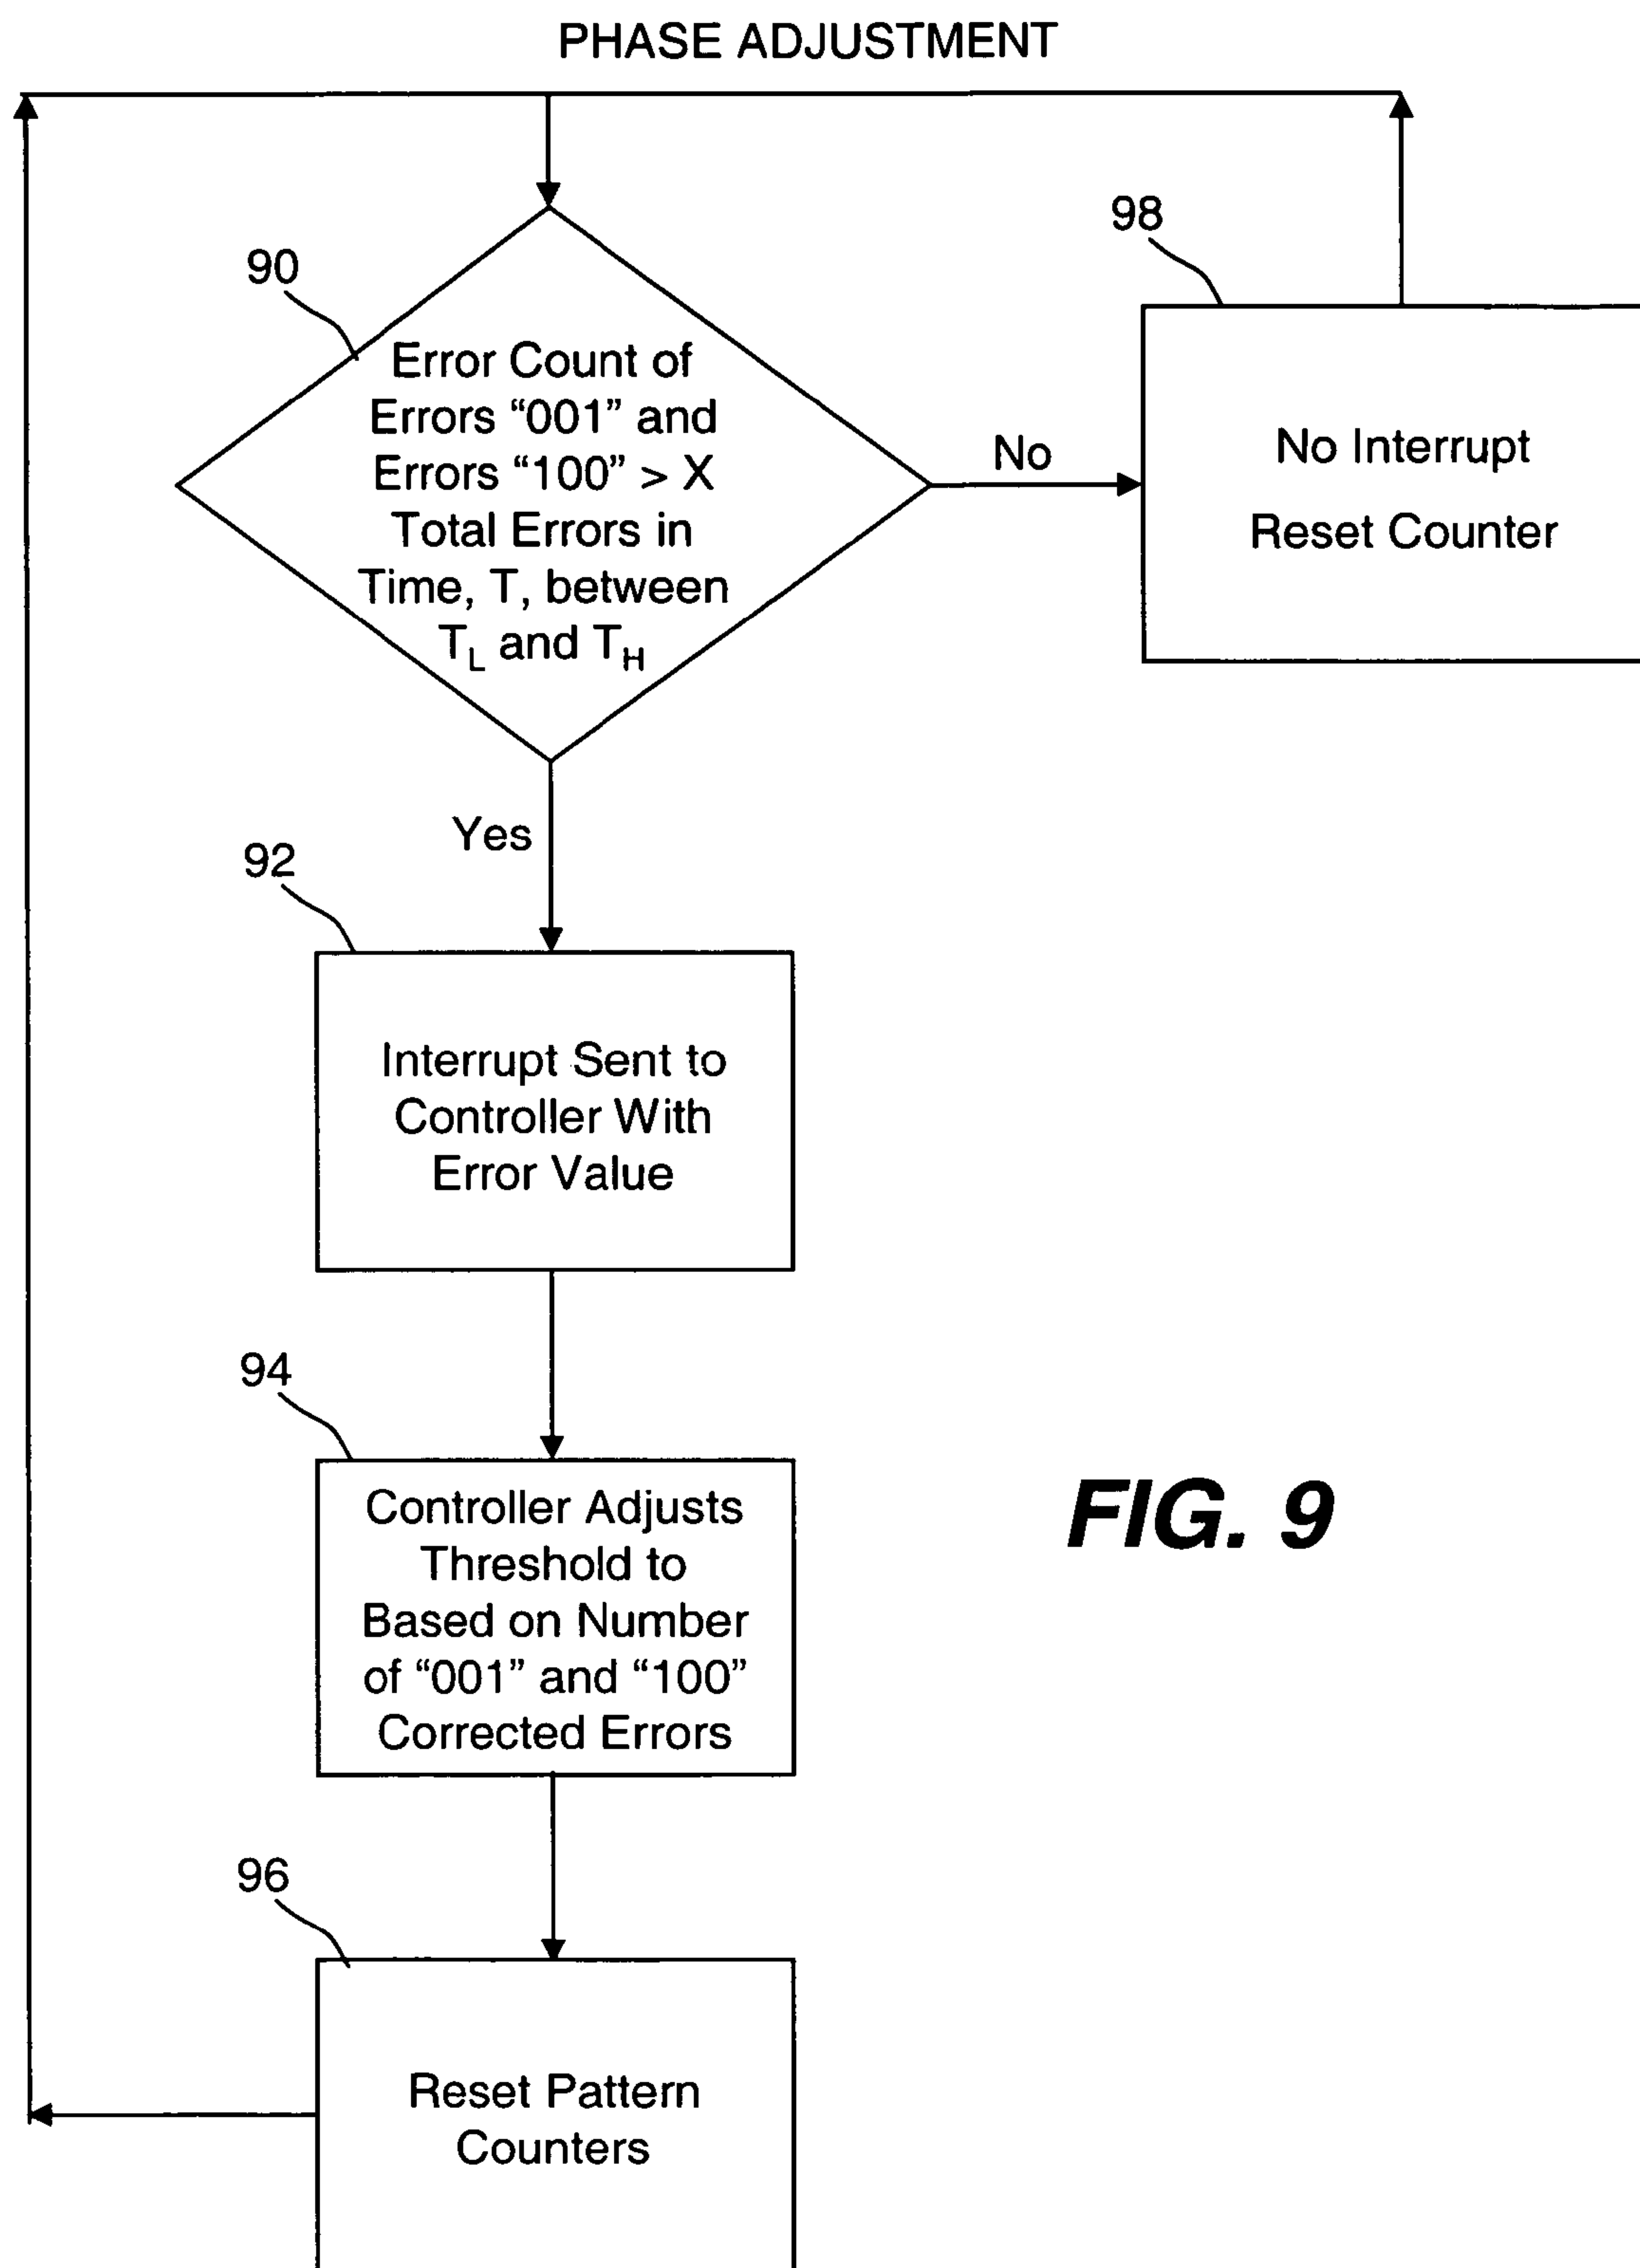 PHASE ADJUSTMENT
90
Error Count of
Errors “001” and
Errors “100” > X
Total Errors in
Time, T, between
T_L and T_H
No
98
No Interrupt
Reset Counter
Yes
92
Interrupt Sent to
Controller With
Error Value
94
Controller Adjusts
Threshold to
Based on Number
of “001” and “100”
Corrected Errors
FIG. 9
96
Reset Pattern
Counters